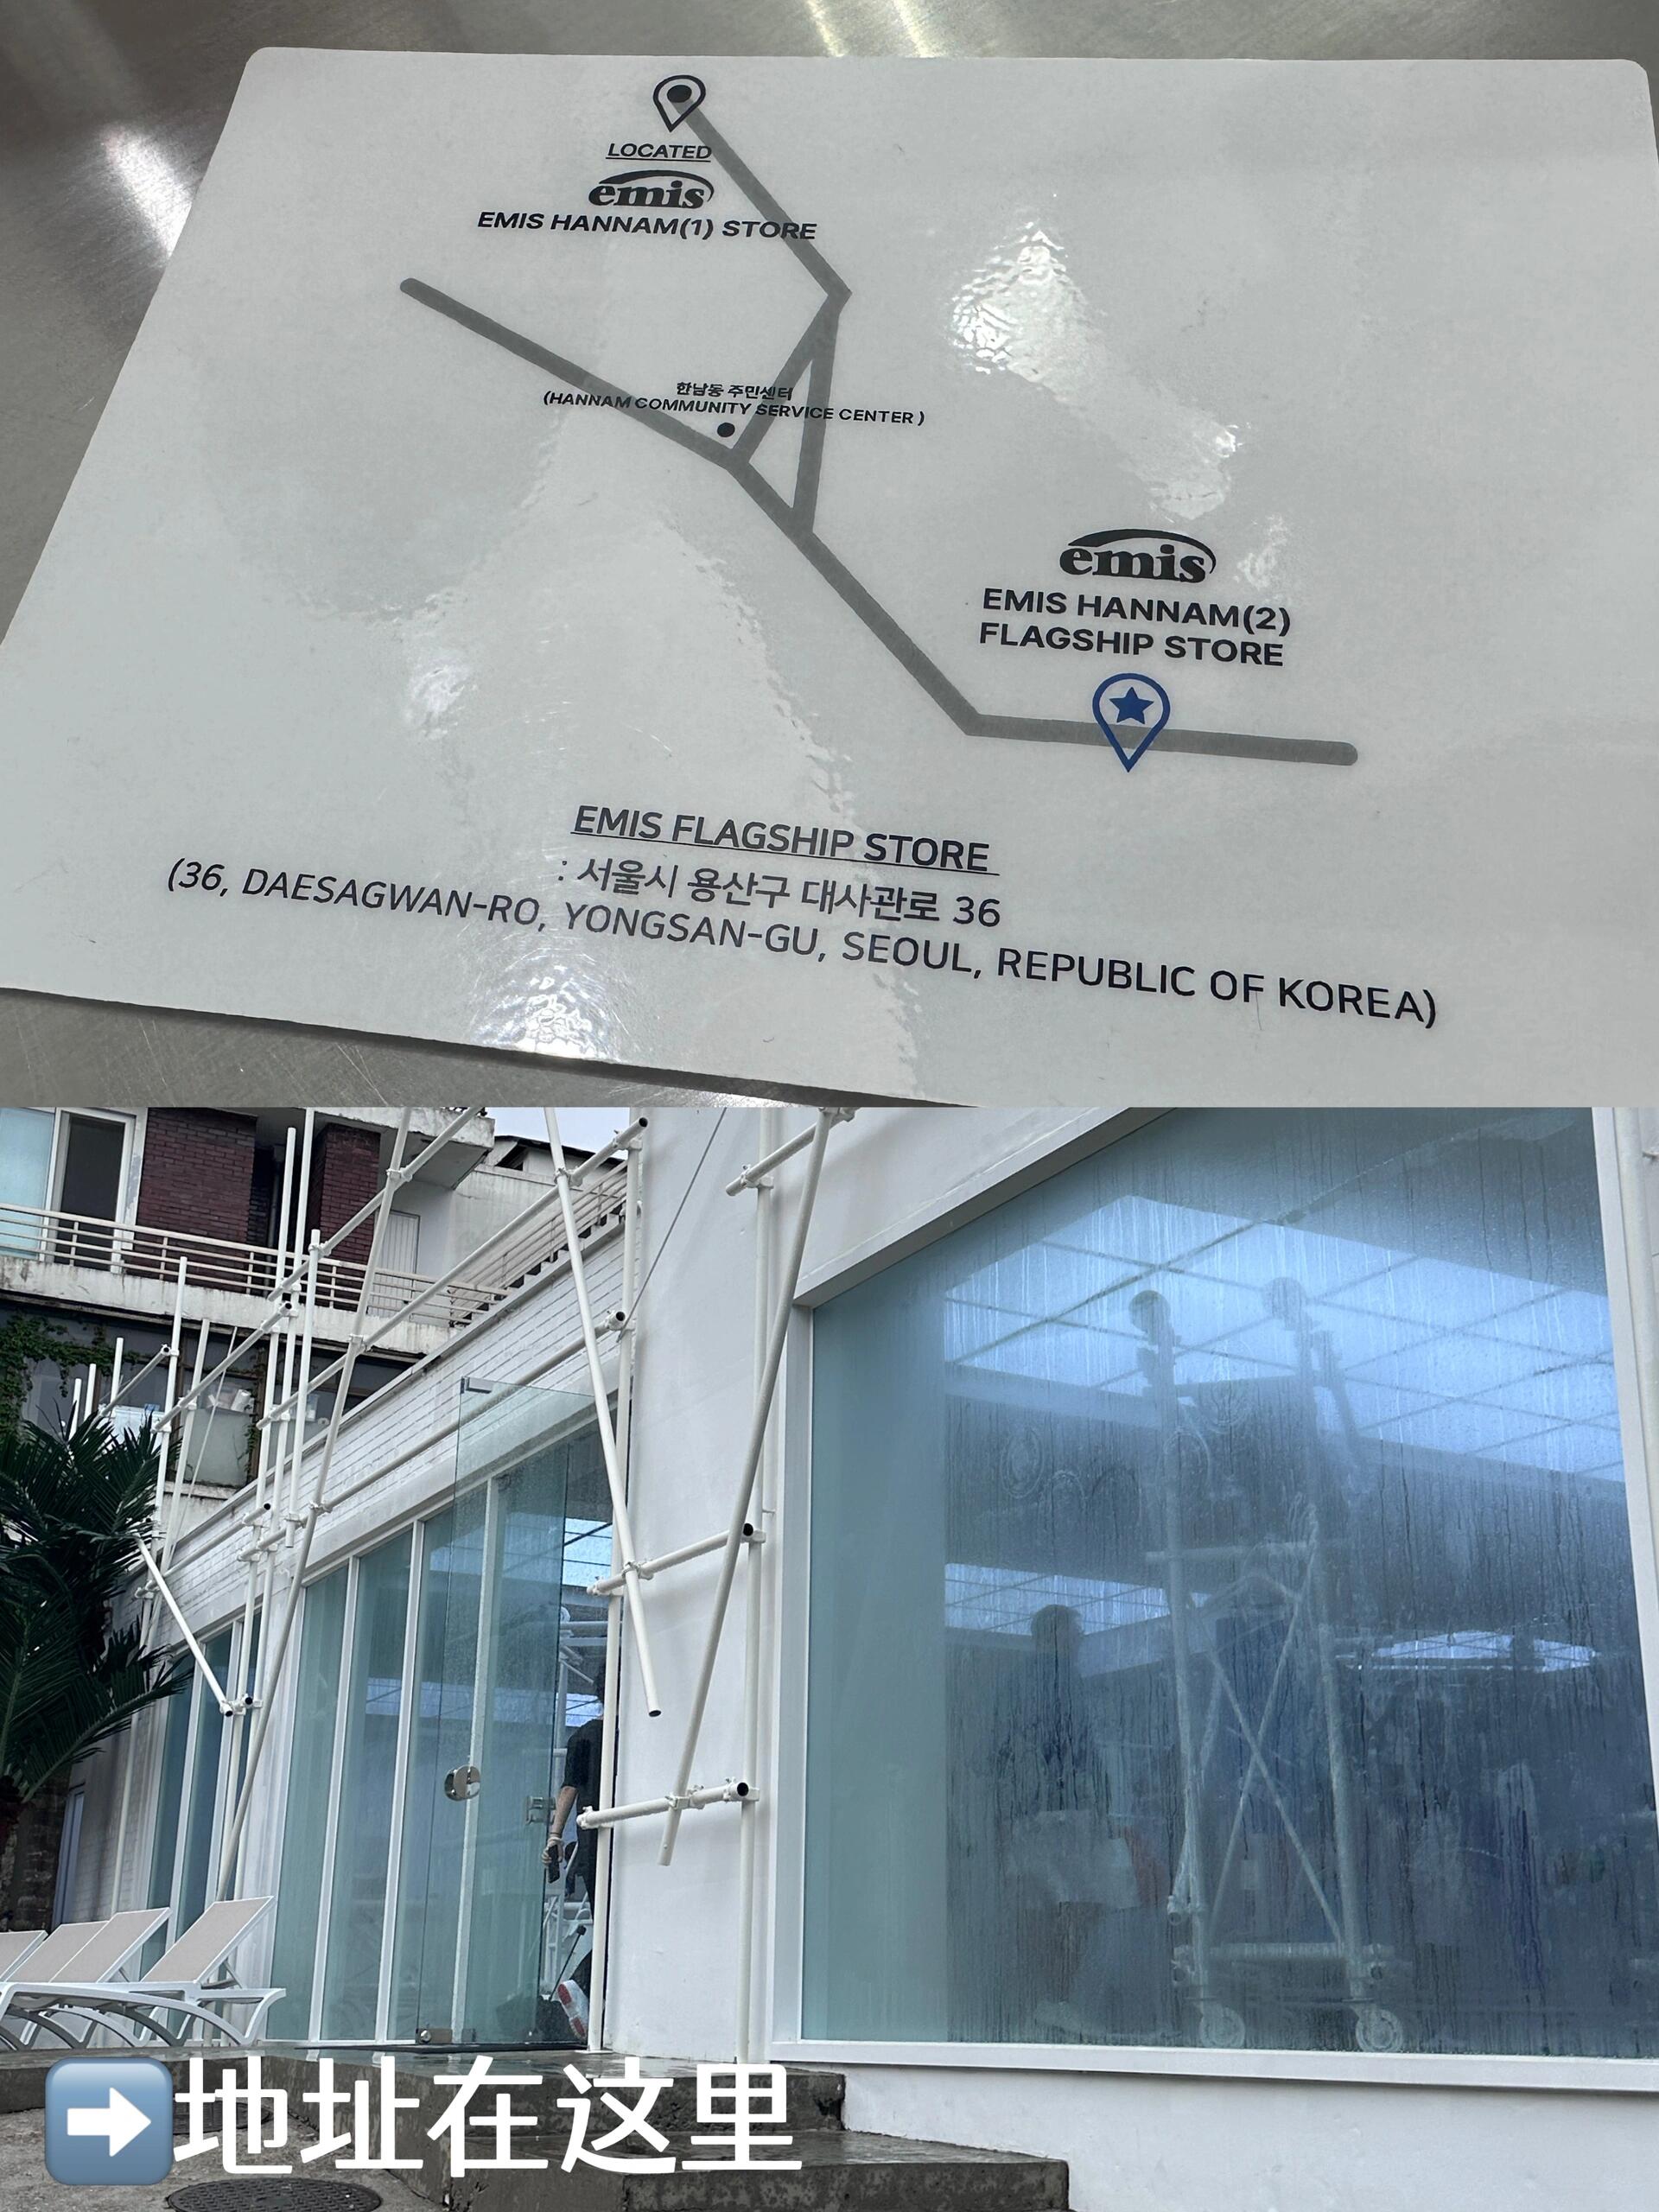 LOCATED
emis
EMIS HANNAM(1) STORE
한남동 주민센터
(HANNAM COMMUNITY SERVICE CENTER )
emis
EMIS HANNAM(2)
FLAGSHIP STORE
EMIS FLAGSHIP STORE
: 서울시 용산구 대사관로 36
(36, DAESAGWAN-RO, YONGSAN-GU, SEOUL, REPUBLIC OF KOREA)
➡️地址在这里